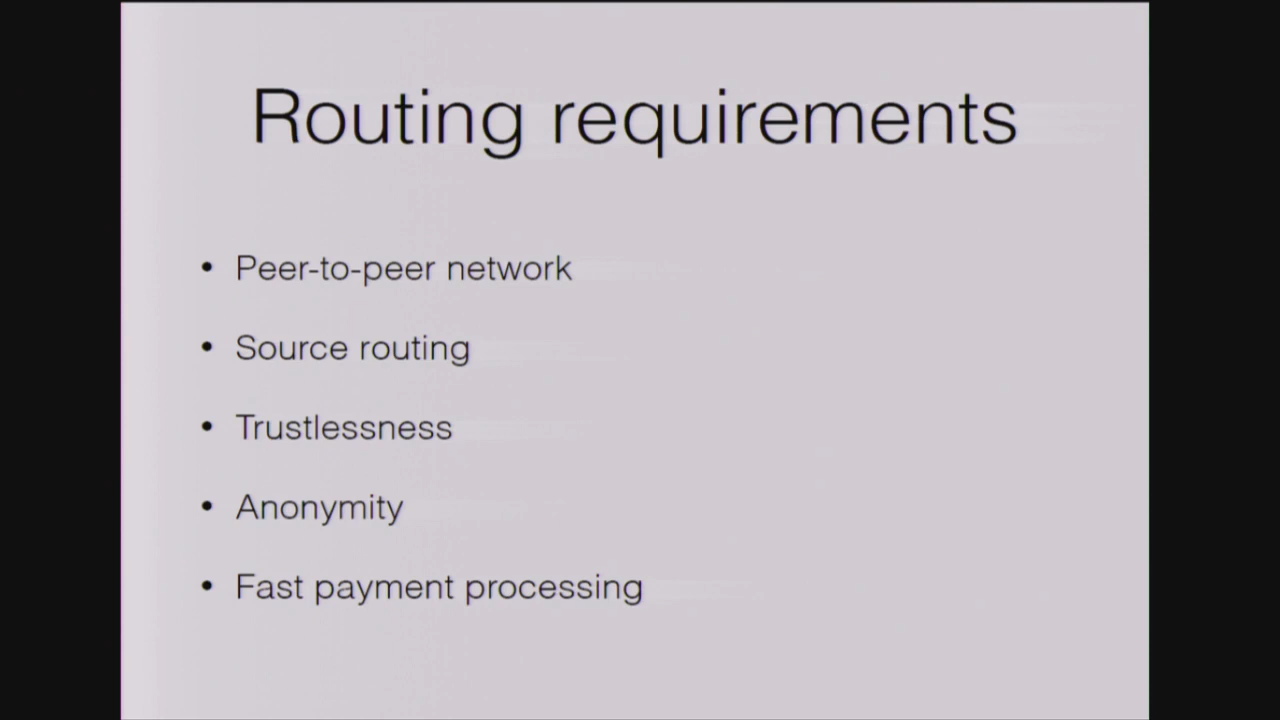 Routing requirements
• Peer-to-peer network
• Source routing
• Trustlessness
• Anonymity
• Fast payment processing